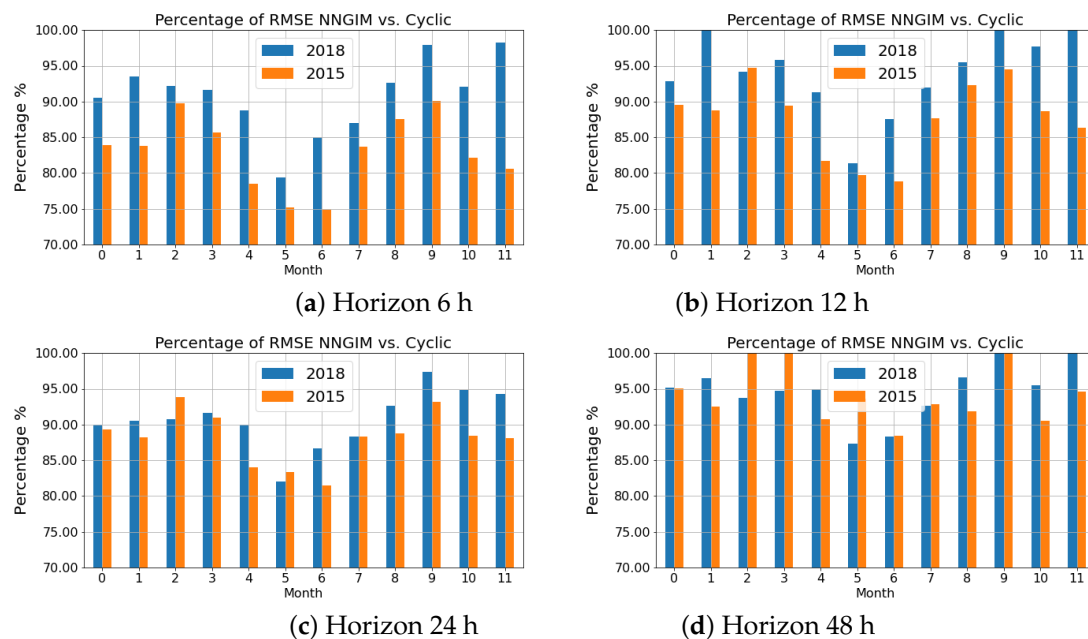 Percentage of RMSE NNGIM vs. Cyclic
100.00
95.00
90.00
85.00
80.00
75.00
70.00
Percentage %
2018
2015
0 1 2 3 4 5 6 7 8 9 10 11
Month
(a) Horizon 6 h
Percentage of RMSE NNGIM vs. Cyclic
100.00
95.00
90.00
85.00
80.00
75.00
70.00
Percentage %
2018
2015
0 1 2 3 4 5 6 7 8 9 10 11
Month
(b) Horizon 12 h
Percentage of RMSE NNGIM vs. Cyclic
100.00
95.00
90.00
85.00
80.00
75.00
70.00
Percentage %
2018
2015
0 1 2 3 4 5 6 7 8 9 10 11
Month
(c) Horizon 24 h
Percentage of RMSE NNGIM vs. Cyclic
100.00
95.00
90.00
85.00
80.00
75.00
70.00
Percentage %
2018
2015
0 1 2 3 4 5 6 7 8 9 10 11
Month
(d) Horizon 48 h